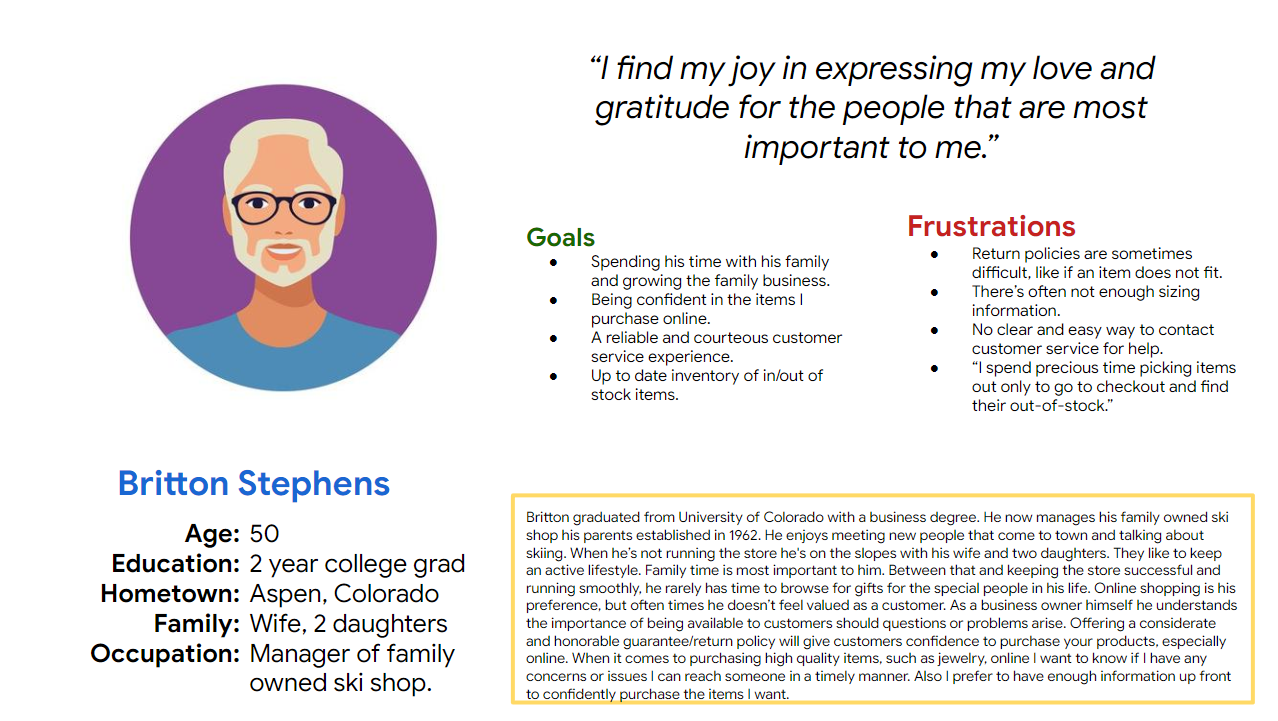 “I find my joy in expressing my love and
gratitude for the people that are most
important to me.”
Goals
● Spending his time with his family
and growing the family business.
● Being confident in the items I
purchase online.
● A reliable and courteous customer
service experience.
● Up to date inventory of in/out of
stock items.
Frustrations
● Return policies are sometimes
difficult, like if an item does not fit.
● There’s often not enough sizing
information.
● No clear and easy way to contact
customer service for help.
● “I spend precious time picking items
out only to go to checkout and find
their out-of-stock.”
Britton Stephens
Age: 50
Education: 2 year college grad
Hometown: Aspen, Colorado
Family: Wife, 2 daughters
Occupation: Manager of family
owned ski shop.
Britton graduated from University of Colorado with a business degree. He now manages his family owned ski
shop his parents established in 1962. He enjoys meeting new people that come to town and talking about
skiing. When he’s not running the store he's on the slopes with his wife and two daughters. They like to keep
an active lifestyle. Family time is most important to him. Between that and keeping the store successful and
running smoothly, he rarely has time to browse for gifts for the special people in his life. Online shopping is his
preference, but often times he doesn’t feel valued as a customer. As a business owner himself he understands
the importance of being available to customers should questions or problems arise. Offering a considerate
and honorable guarantee/return policy will give customers confidence to purchase your products, especially
online. When it comes to purchasing high quality items, such as jewelry, online I want to know if I have any
concerns or issues I can reach someone in a timely manner. Also I prefer to have enough information up front
to confidently purchase the items I want.